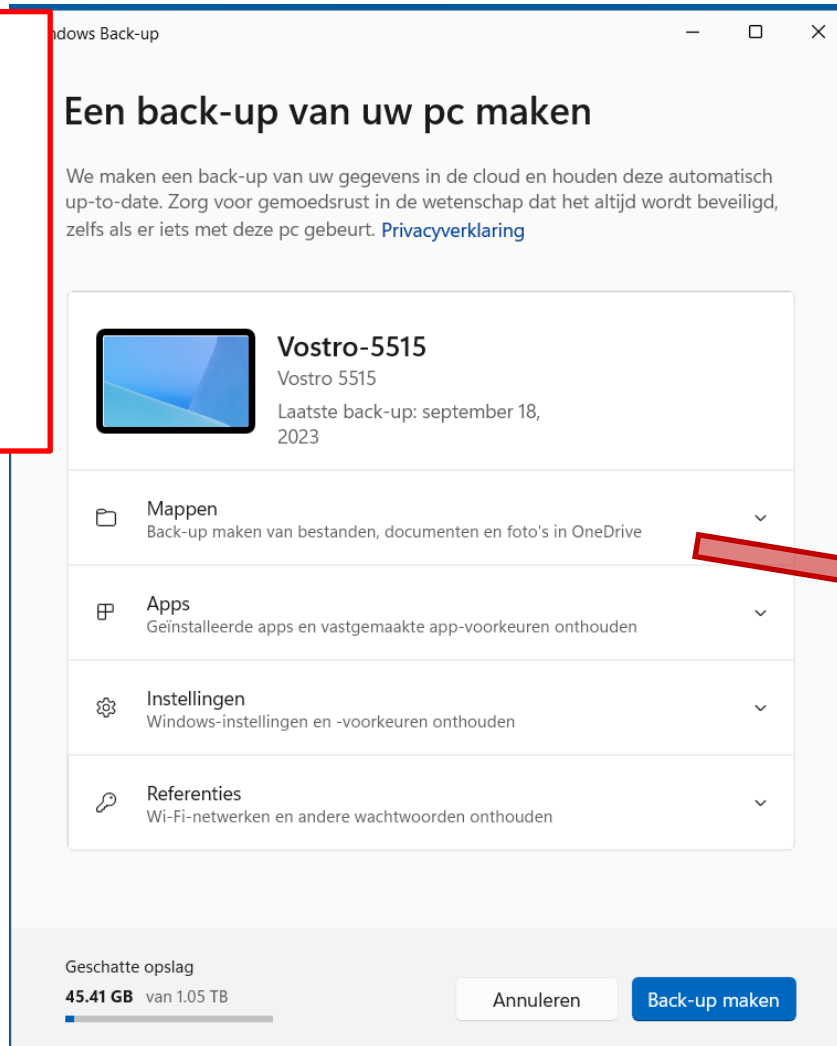 ndows Back-up
Een back-up van uw pc maken
We maken een back-up van uw gegevens in de cloud en houden deze automatisch
up-to-date. Zorg voor gemoedsrust in de wetenschap dat het altijd wordt beveiligd,
zelfs als er iets met deze pc gebeurt. Privacyverklaring
Vostro-5515
Vostro 5515
Laatste back-up: september 18,
2023
Mappen
Back-up maken van bestanden, documenten en foto's in OneDrive
Apps
Geïnstalleerde apps en vastgemaakte app-voorkeuren onthouden
Instellingen
Windows-instellingen en -voorkeuren onthouden
Referenties
Wi-Fi-netwerken en andere wachtwoorden onthouden
Geschatte opslag
45.41 GB van 1.05 TB
Annuleren
Back-up maken